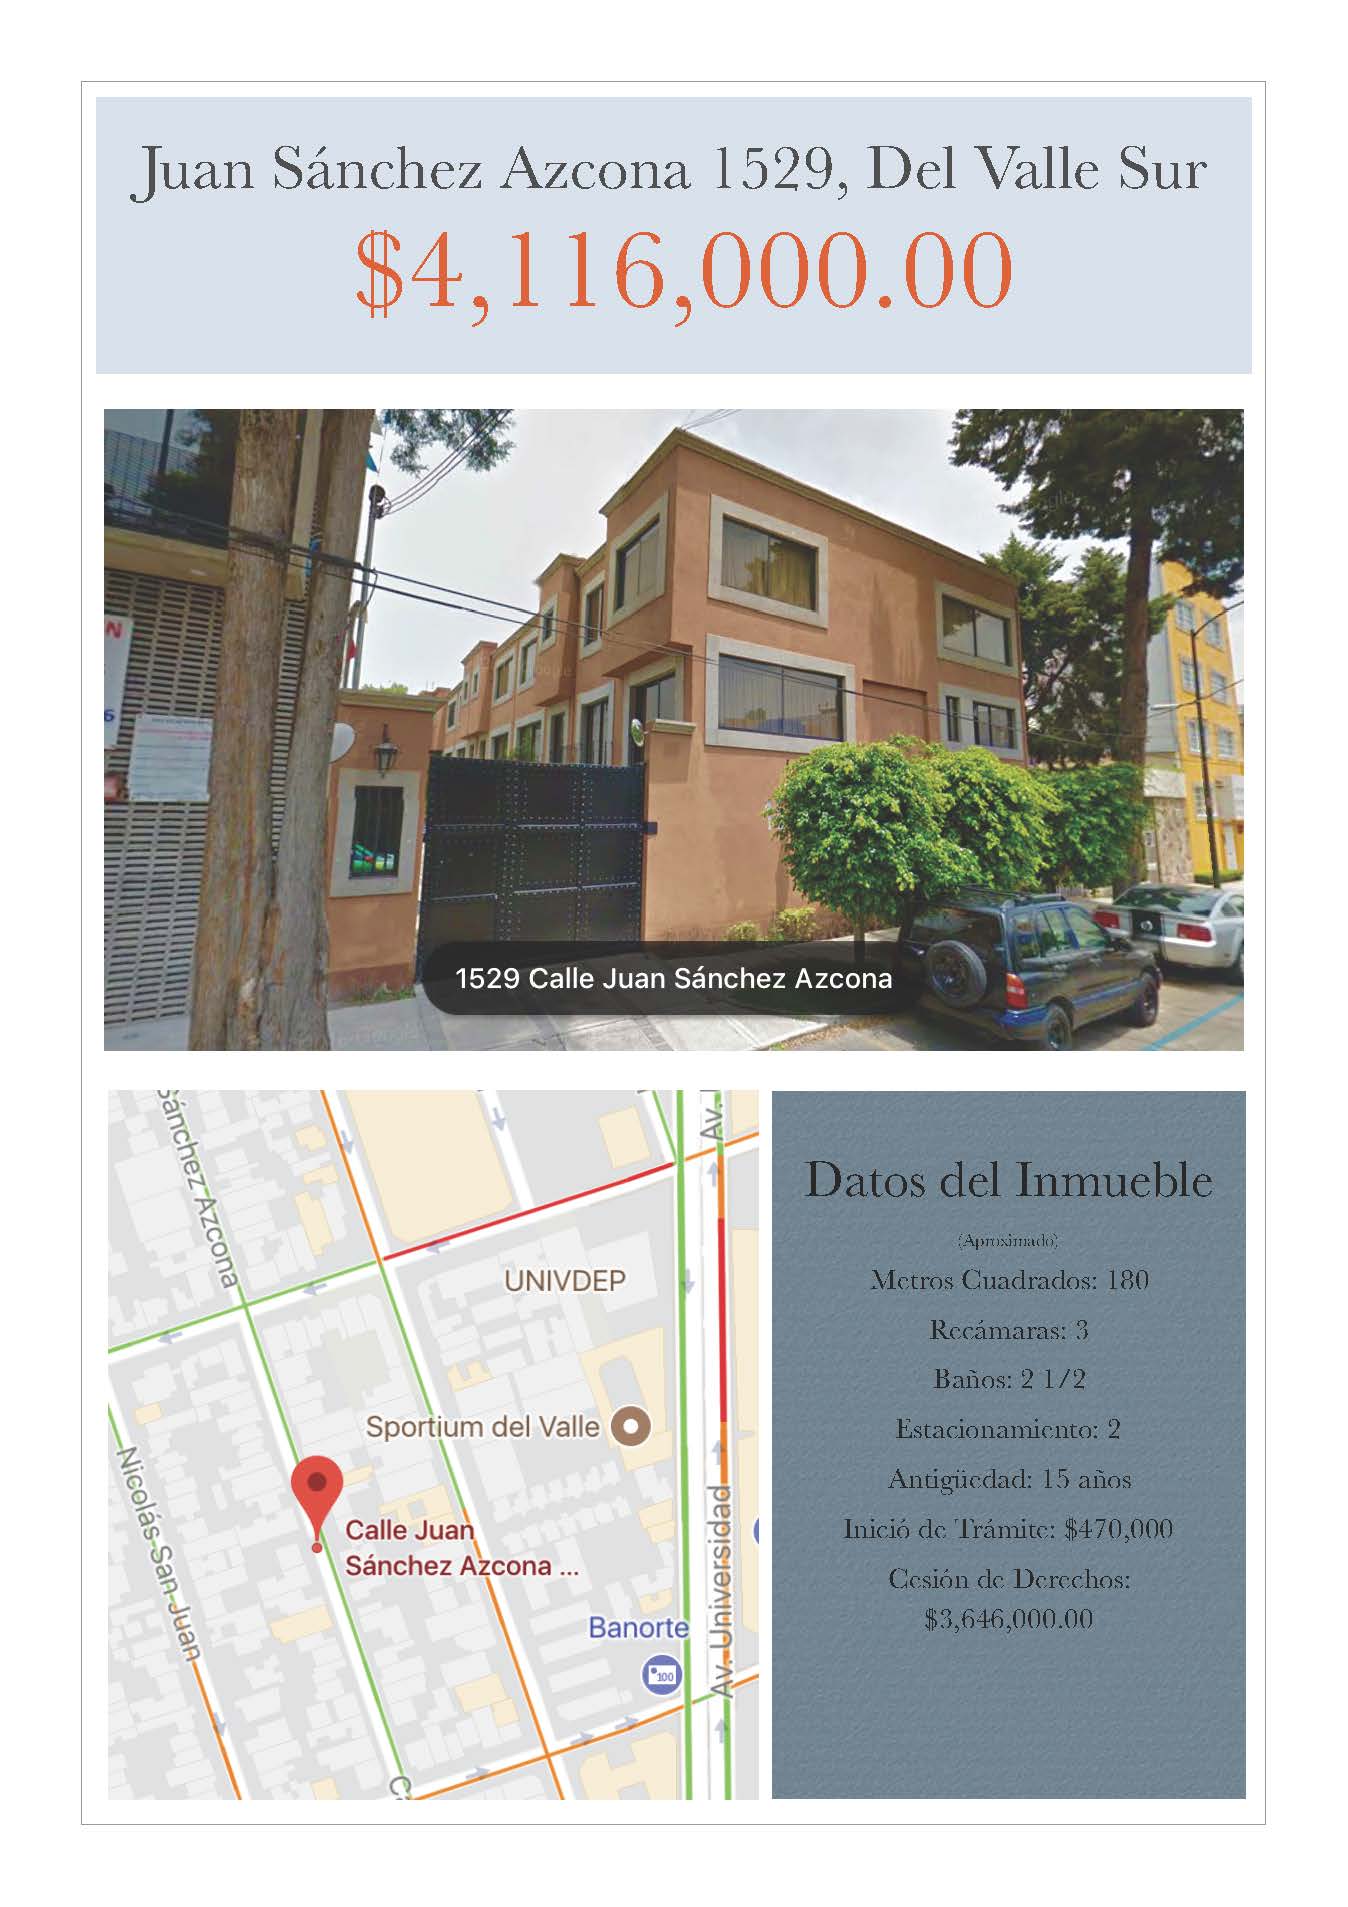 Juan Sánchez Azcona 1529, Del Valle Sur
$4,116,000.00
N
6
1529 Calle Juan Sánchez Azcona
Sánchez Azcona
Av.
UNIVDEP
Sportium del Valle
Nicolás San Juan
Calle Juan
Sánchez Azcona ...
Banorte
100
Av. Universidad
Datos del Inmueble
(Aproximado)
Metros Cuadrados: 180
Recámaras: 3
Baños: 2 1/2
Estacionamiento: 2
Antigüedad: 15 años
Inició de Trámite: $470,000
Cesión de Derechos:
$3,646,000.00